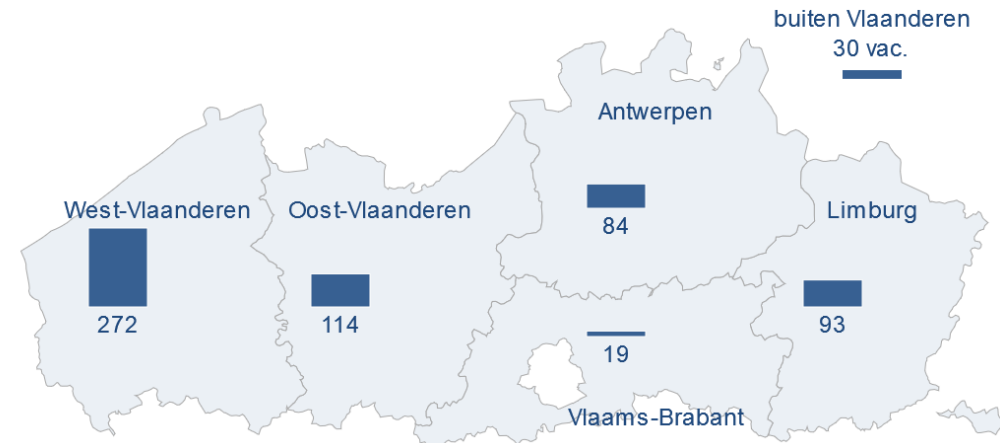 buiten Vlaanderen
30 vac.
Antwerpen
84
West-Vlaanderen
272
Oost-Vlaanderen
114
Limburg
93
19
Vlaams-Brabant